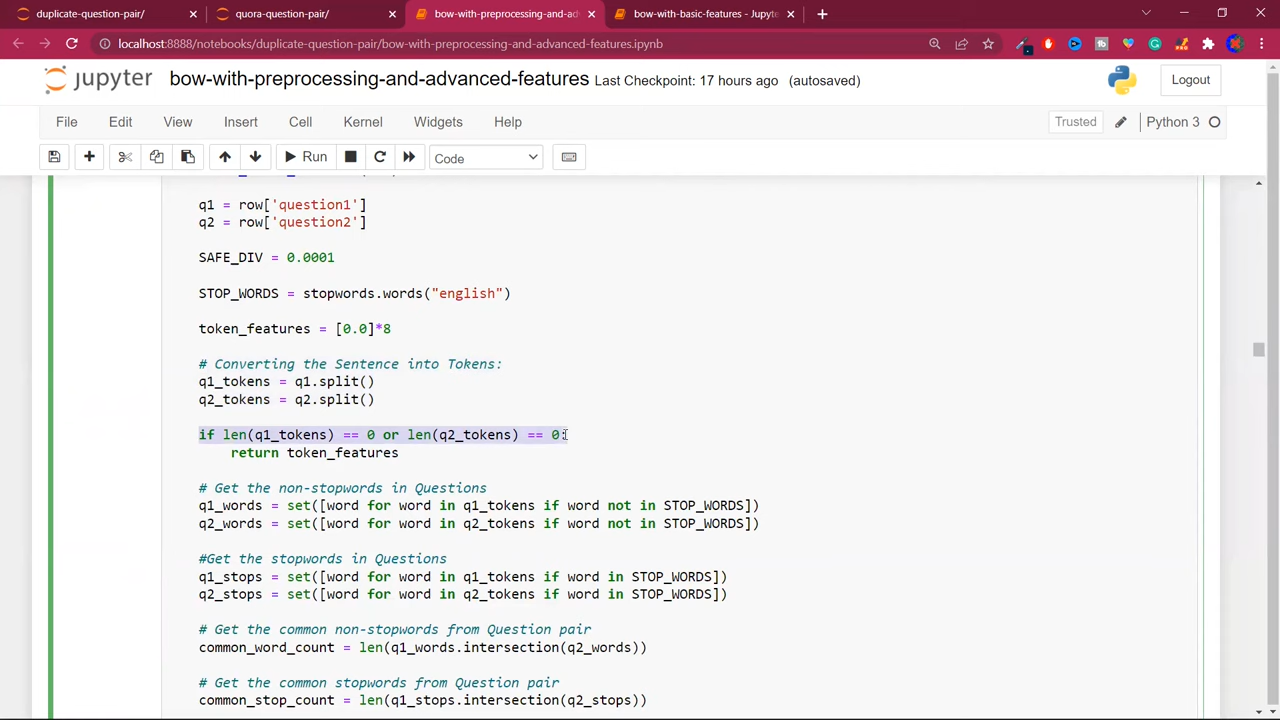 duplicate-question-pair/
quora-question-pair/
bow-with-preprocessing-and-adv
bow-with-basic-features - Jupyte
localhost:8888/notebooks/duplicate-question-pair/bow-with-preprocessing-and-advanced-features.ipynb
jupyter bow-with-preprocessing-and-advanced-features Last Checkpoint: 17 hours ago (autosaved)
Logout
File Edit View Insert Cell Kernel Widgets Help
Trusted Python 3
Run Code
q1 = row['question1']
q2 = row['question2']
SAFE_DIV = 0.0001
STOP_WORDS = stopwords.words("english")
token_features = [0.0]*8
# Converting the Sentence into Tokens:
q1_tokens = q1.split()
q2_tokens = q2.split()
if len(q1_tokens) == 0 or len(q2_tokens) == 0:
return token_features
# Get the non-stopwords in Questions
q1_words = set([word for word in q1_tokens if word not in STOP_WORDS])
q2_words = set([word for word in q2_tokens if word not in STOP_WORDS])
#Get the stopwords in Questions
q1_stops = set([word for word in q1_tokens if word in STOP_WORDS])
q2_stops = set([word for word in q2_tokens if word in STOP_WORDS])
# Get the common non-stopwords from Question pair
common_word_count = len(q1_words.intersection(q2_words))
# Get the common stopwords from Question pair
common_stop_count = len(q1_stops.intersection(q2_stops))